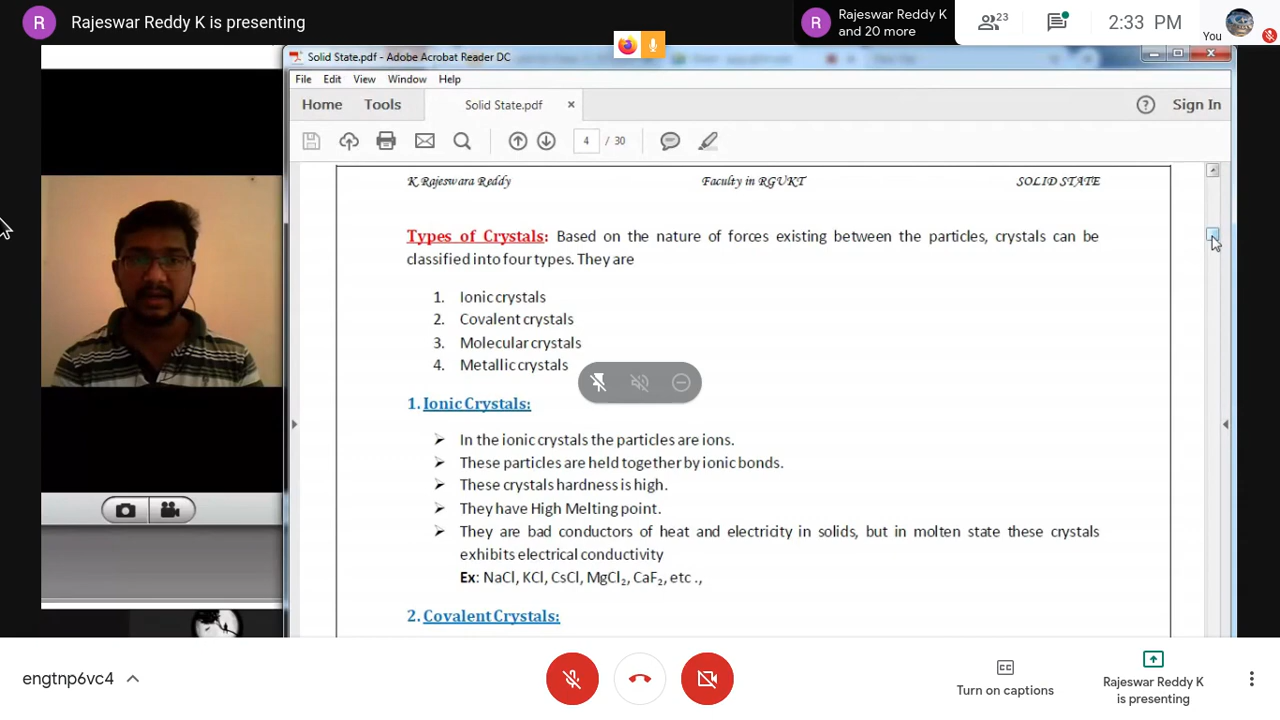 R Rajeswar Reddy K is presenting
R Rajeswar Reddy K
and 20 more
23
2:33 PM
You
Solid State.pdf - Adobe Acrobat Reader DC
File Edit View Window Help
Home Tools Solid State.pdf × ? Sign In
4 / 30
K Rajeswara Reddy Faculty in RGUKT SOLID STATE
Types of Crystals: Based on the nature of forces existing between the particles, crystals can be
classified into four types. They are
1. Ionic crystals
2. Covalent crystals
3. Molecular crystals
4. Metallic crystals
1. Ionic Crystals:
➢ In the ionic crystals the particles are ions.
➢ These particles are held together by ionic bonds.
➢ These crystals hardness is high.
➢ They have High Melting point.
➢ They are bad conductors of heat and electricity in solids, but in molten state these crystals
exhibits electrical conductivity
Ex: NaCl, KCl, CsCl, MgCl₂, CaF₂, etc .,
2. Covalent Crystals:
engtnp6vc4
CC
Turn on captions
Rajeswar Reddy K
is presenting